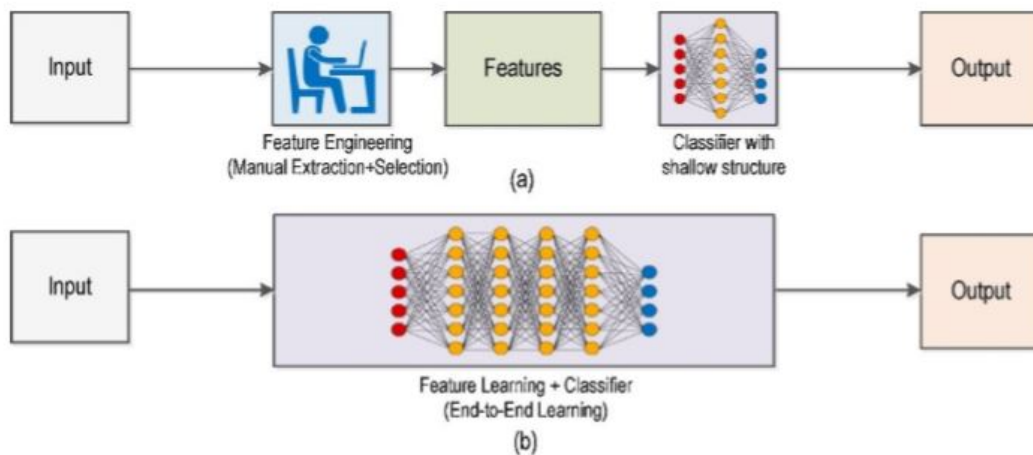 Input
Features
Output
Feature Engineering
(Manual Extraction+Selection)
Classifier with
shallow structure
(a)
Input
Output
Feature Learning + Classifier
(End-to-End Learning)
(b)